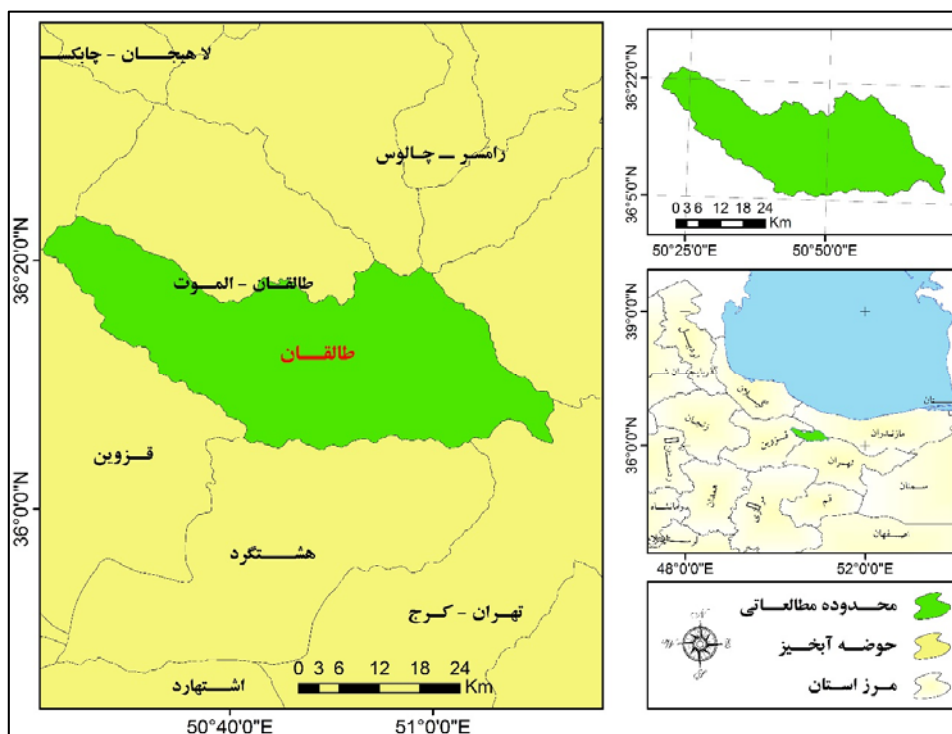 لاهیجان - چابک
رامسر - چالوس
طالقان - الموت
طالقان
قزوین
هشتگرد
تهران - کرج
اشتهارد
36°20'0"N
36°0'0"N
50°40'0"E
51°0'0"E
0 3 6 12 18 24
Km
36°22'N
36°5'0"N
0 3 6 12 18 24
Km
50°25'E
50°50'E
39°0'0"N
36°0'0"N
گیلان
زنجان
قزوین
مازندران
تهران
سمنان
همدان
مرکزی
قم
اصفهان
48°0'0"E
52°0'0"E
محدوده مطالعاتی
حوضه آبخیز
مرز استان